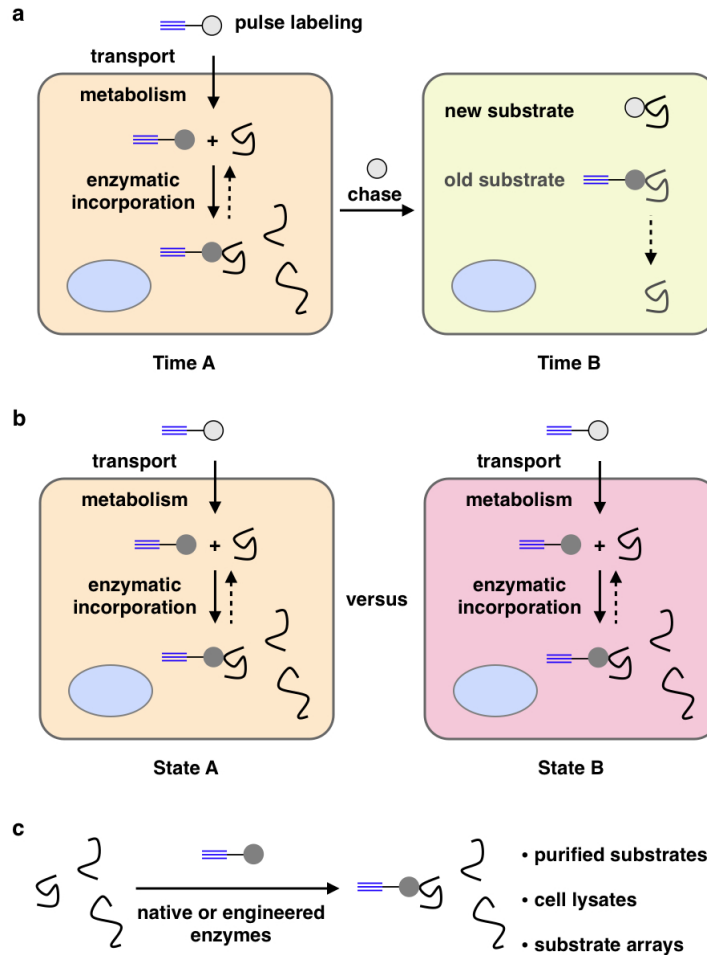 a
pulse labeling
transport
metabolism
+
enzymatic
incorporation
Time A
chase
new substrate
old substrate
Time B
b
transport
metabolism
+
enzymatic
incorporation
State A
versus
transport
metabolism
+
enzymatic
incorporation
State B
c
native or engineered
enzymes
• purified substrates
• cell lysates
• substrate arrays